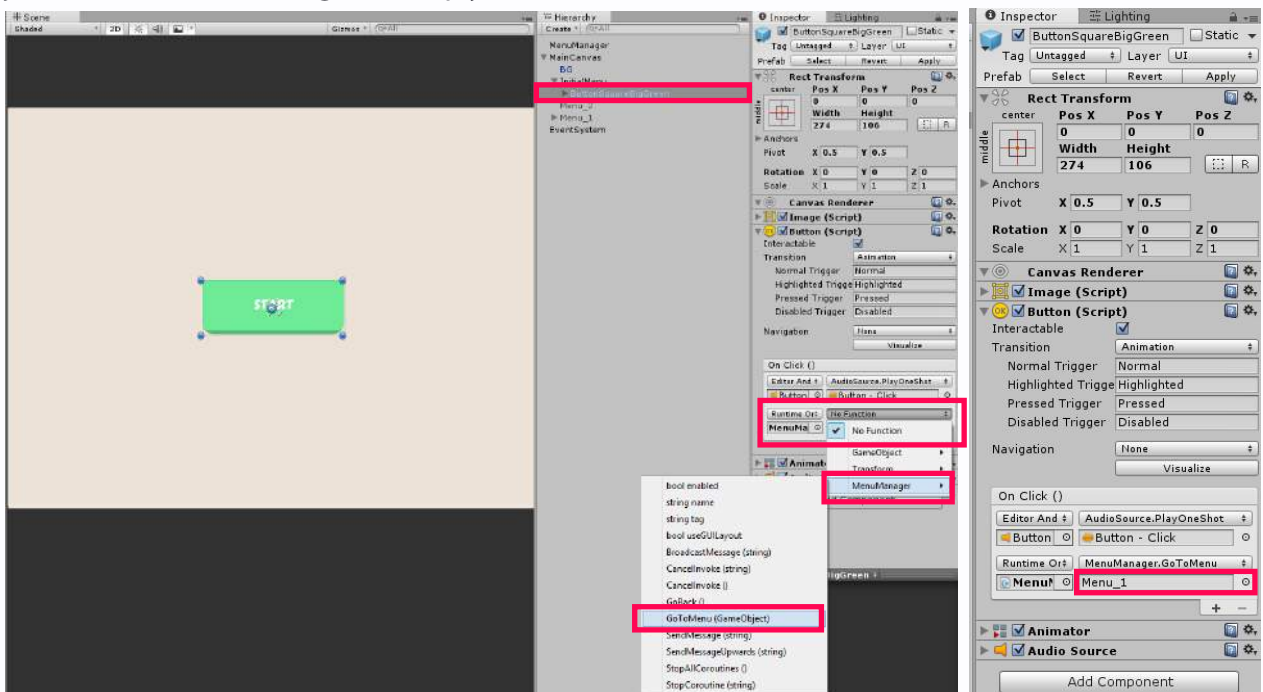 Scene
Shaded 2D Gizmos All
START
Hierarchy
Create All
MenuManager
MainCanvas
BG
InitialMenu
ButtonSquareBigGreen
Menu_1
EventSystem
Inspector Lighting
ButtonSquareBigGreen Static
Tag Untagged Layer UI
Prefab Select Revert Apply
Rect Transform
center Pos X Pos Y Pos Z
0 0 0
middle
Width Height
274 106 R
Anchors
Pivot X 0.5 Y 0.5
Rotation X 0 Y 0 Z 0
Scale X 1 Y 1 Z 1
Canvas Renderer
Image (Script)
OK Button (Script)
Interactable
Transition Animation
Normal Trigger Normal
Highlighted Trigge Highlighted
Pressed Trigger Pressed
Disabled Trigger Disabled
Navigation None
Visualize
On Click ()
Editor And AudioSource.PlayOneShot
Button Button - Click
Runtime Or No Function
MenuMa No Function
GameObject
Transform
Animat
MenuManager
bool enabled
string name
string tag
bool useGUILayout
BroadcastMessage (string)
CancelInvoke (string)
CancelInvoke ()
GoBack ()
GoToMenu (GameObject)
SendMessage (string)
SendMessageUpwards (string)
StopAllCoroutines ()
StopCoroutine (string)
igGreen
Inspector Lighting
ButtonSquareBigGreen Static
Tag Untagged Layer UI
Prefab Select Revert Apply
Rect Transform
center Pos X Pos Y Pos Z
0 0 0
middle
Width Height
274 106 R
Anchors
Pivot X 0.5 Y 0.5
Rotation X 0 Y 0 Z 0
Scale X 1 Y 1 Z 1
Canvas Renderer
Image (Script)
OK Button (Script)
Interactable
Transition Animation
Normal Trigger Normal
Highlighted Trigge Highlighted
Pressed Trigger Pressed
Disabled Trigger Disabled
Navigation None
Visualize
On Click ()
Editor And AudioSource.PlayOneShot
Button Button - Click
Runtime Or MenuManager.GoToMenu
Menu Menu_1
+ -
Animator
Audio Source
Add Component